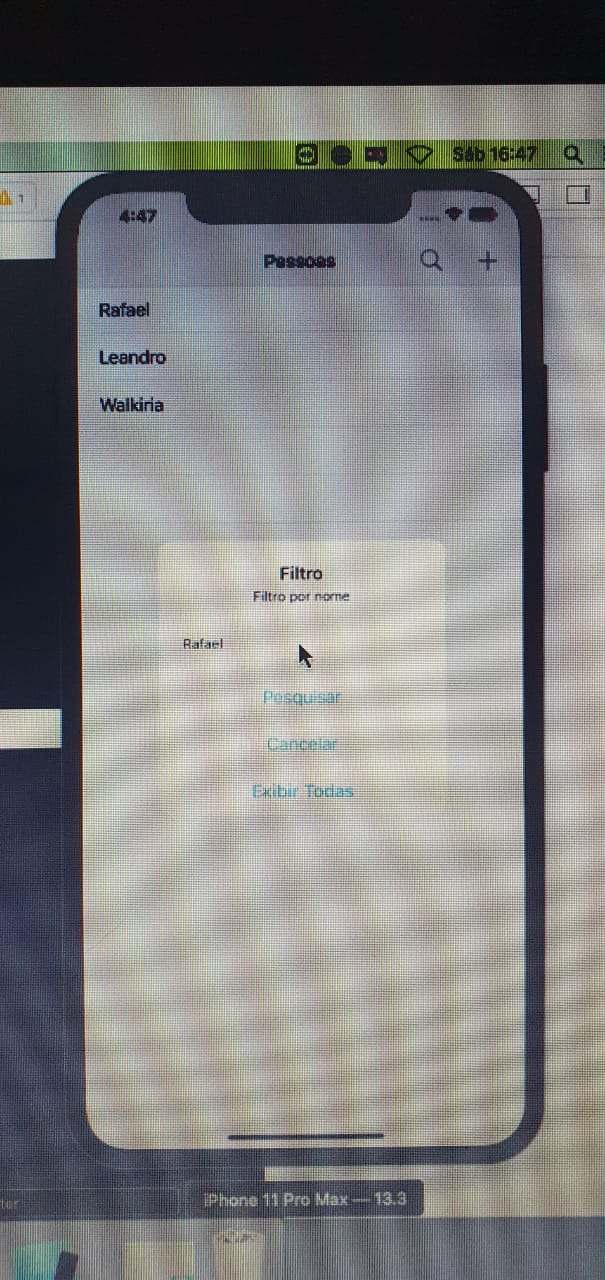 Sáb 16:47
1
4:47
Pessoas
Rafael
Leandro
Walkiria
Filtro
Filtro por nome
Rafael
Pesquisar
Cancelar
Exibir Todas
iPhone 11 Pro Max — 13.3